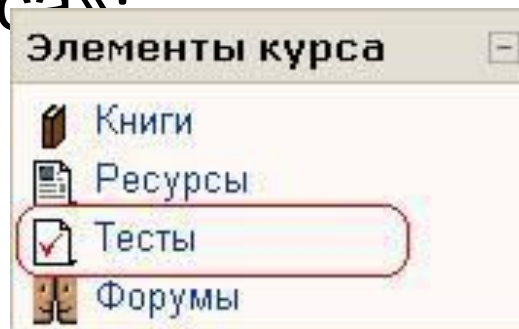 Элементы курса
Книги
Ресурсы
Тесты
Форумы